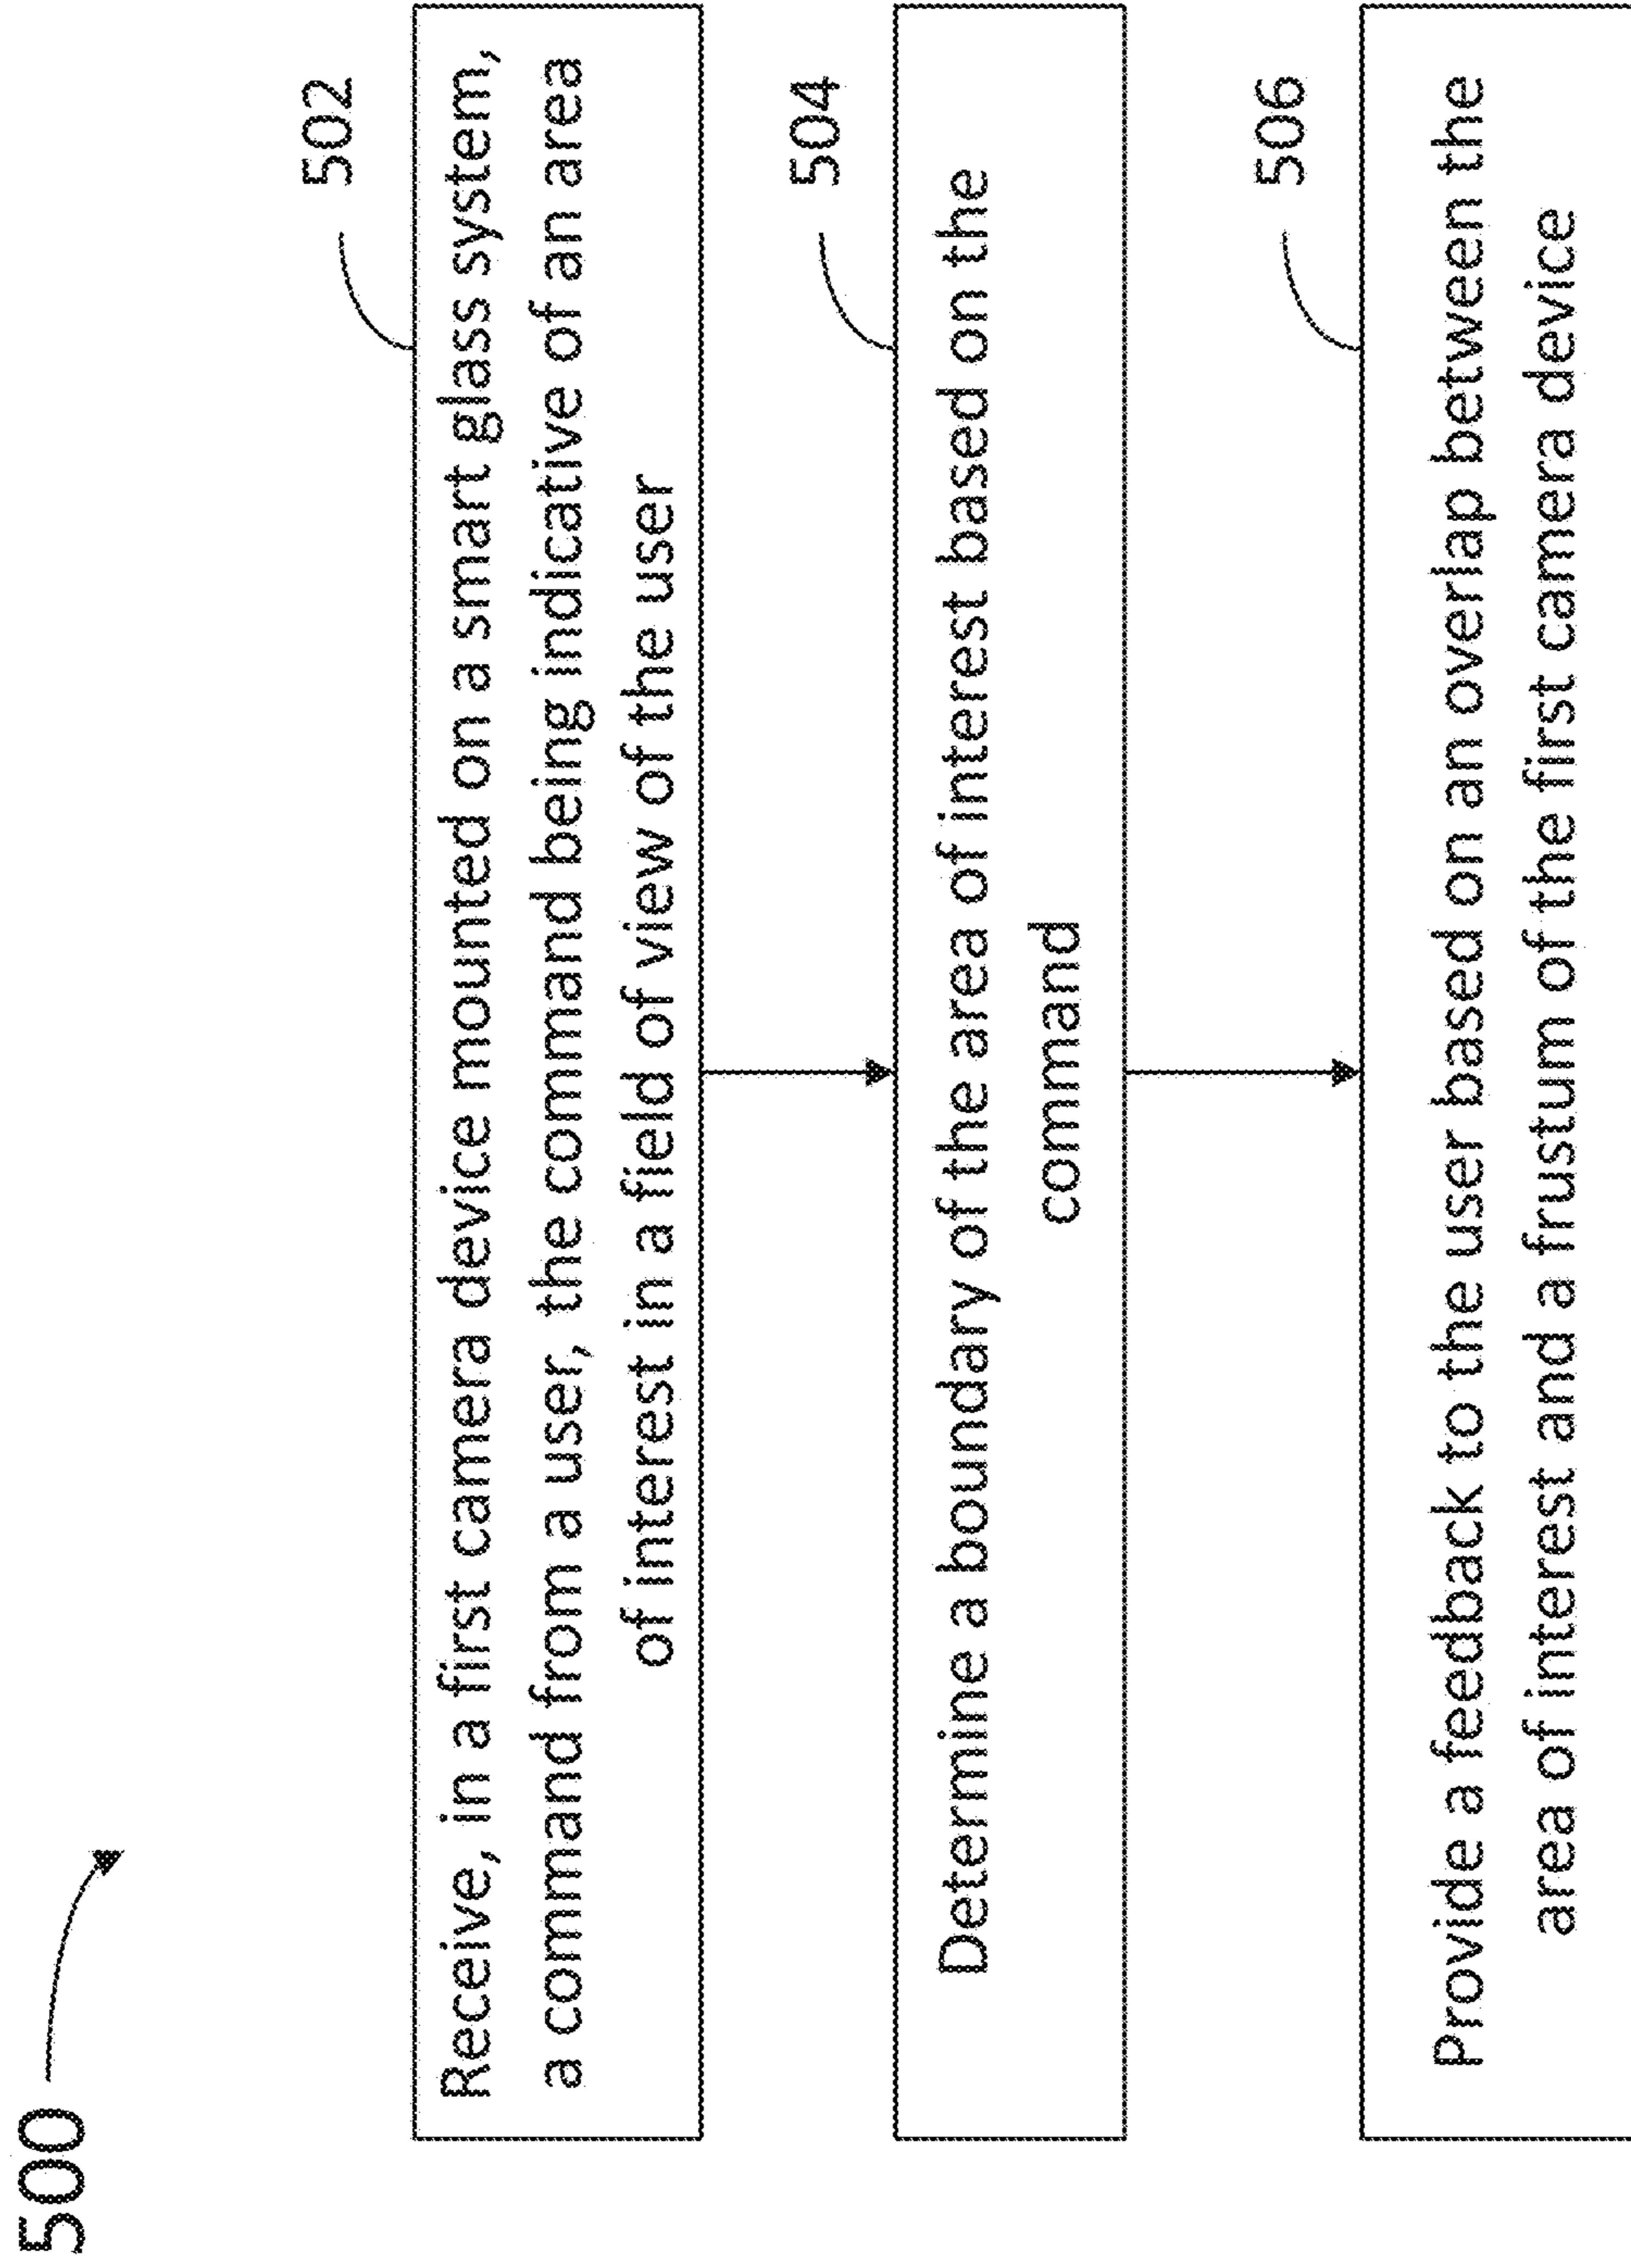 500
502
Receive, in a first camera device mounted on a smart glass system,
a command from a user, the command being indicative of an area
of interest in a field of view of the user
504
Determine a boundary of the area of interest based on the
command
506
Provide a feedback to the user based on an overlap between the
area of interest and a frustum of the first camera device